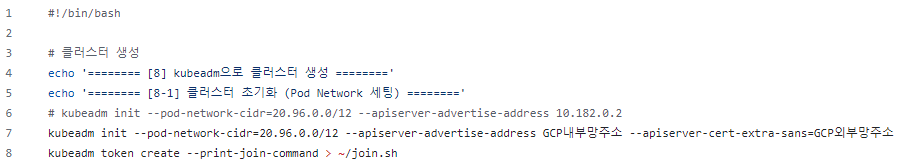 1 #!/bin/bash
2
3 # 클러스터 생성
4 echo '======== [8] kubeadm으로 클러스터 생성 ========'
5 echo '======== [8-1] 클러스터 초기화 (Pod Network 세팅) ========'
6 # kubeadm init --pod-network-cidr=20.96.0.0/12 --apiserver-advertise-address 10.182.0.2
7 kubeadm init --pod-network-cidr=20.96.0.0/12 --apiserver-advertise-address GCP내부망주소 --apiserver-cert-extra-sans=GCP외부망주소
8 kubeadm token create --print-join-command > ~/join.sh